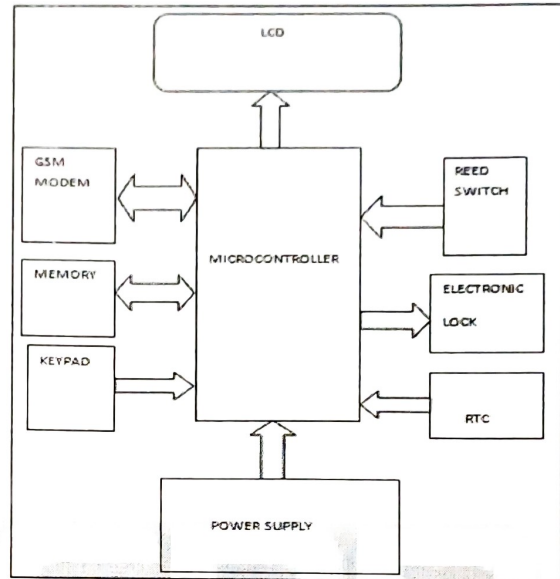 LCD
GSM
MODEM
REED
SWITCH
MICROCONTROLLER
MEMORY
ELECTRONIC
LOCK
KEYPAD
RTC
POWER SUPPLY